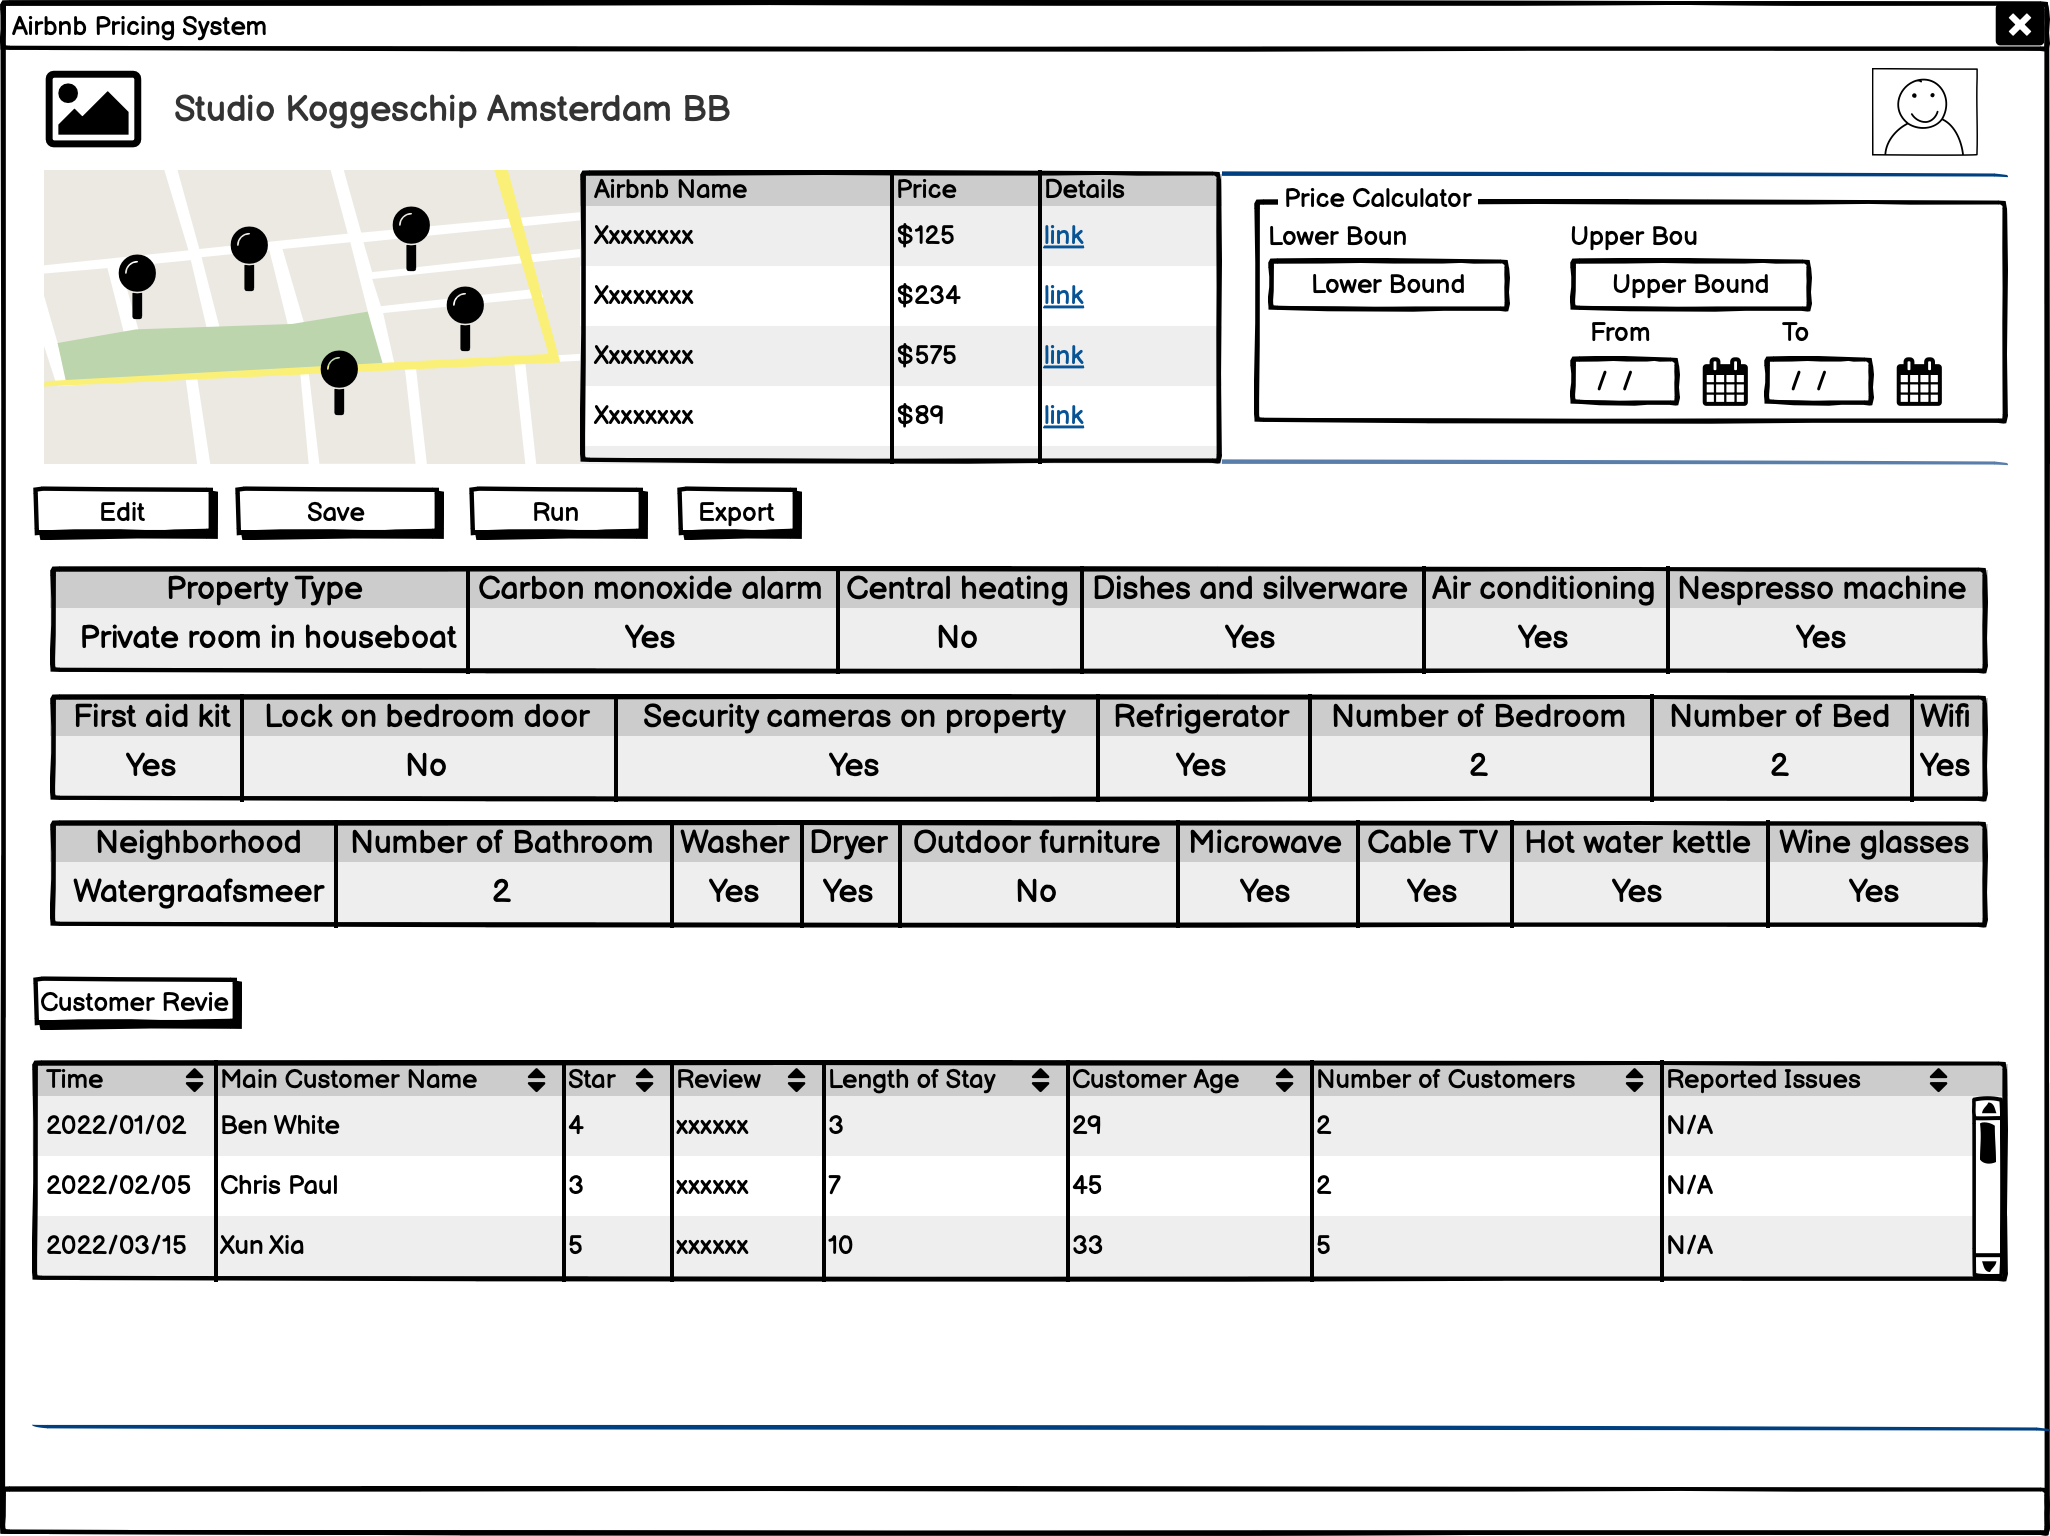 Airbnb Pricing System
Studio Koggeschip Amsterdam BB
Airbnb Name Price Details
Xxxxxxxx $125 link
Xxxxxxxx $234 link
Xxxxxxxx $575 link
Xxxxxxxx $89 link
Price Calculator
Lower Boun Upper Bou
Lower Bound Upper Bound
From To
/ / / /
Edit Save Run Export
Property Type Carbon monoxide alarm Central heating Dishes and silverware Air conditioning Nespresso machine
Private room in houseboat Yes No Yes Yes Yes
First aid kit Lock on bedroom door Security cameras on property Refrigerator Number of Bedroom Number of Bed Wifi
Yes No Yes Yes 2 2 Yes
Neighborhood Number of Bathroom Washer Dryer Outdoor furniture Microwave Cable TV Hot water kettle Wine glasses
Watergraafsmeer 2 Yes Yes No Yes Yes Yes Yes
Customer Revie
Time Main Customer Name Star Review Length of Stay Customer Age Number of Customers Reported Issues
2022/01/02 Ben White 4 xxxxxx 3 29 2 N/A
2022/02/05 Chris Paul 3 xxxxxx 7 45 2 N/A
2022/03/15 Xun Xia 5 xxxxxx 10 33 5 N/A